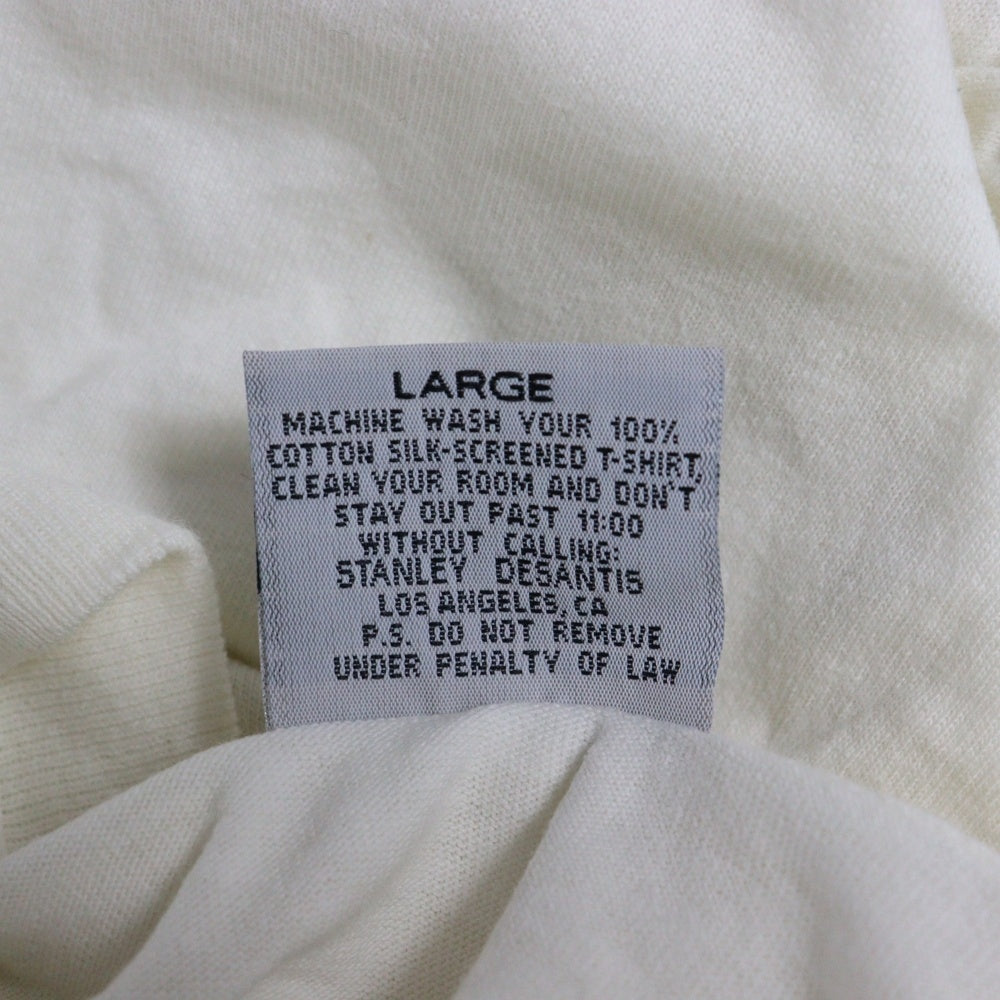 LARGE
MACHINE WASH YOUR 100%
COTTON SILK-SCREENED T-SHIRT,
CLEAN YOUR ROOM AND DON'T
STAY OUT PAST 11:00
WITHOUT CALLING:
STANLEY DESANTIS
LOS ANGELES, CA
P.S. DO NOT REMOVE
UNDER PENALTY OF LAW